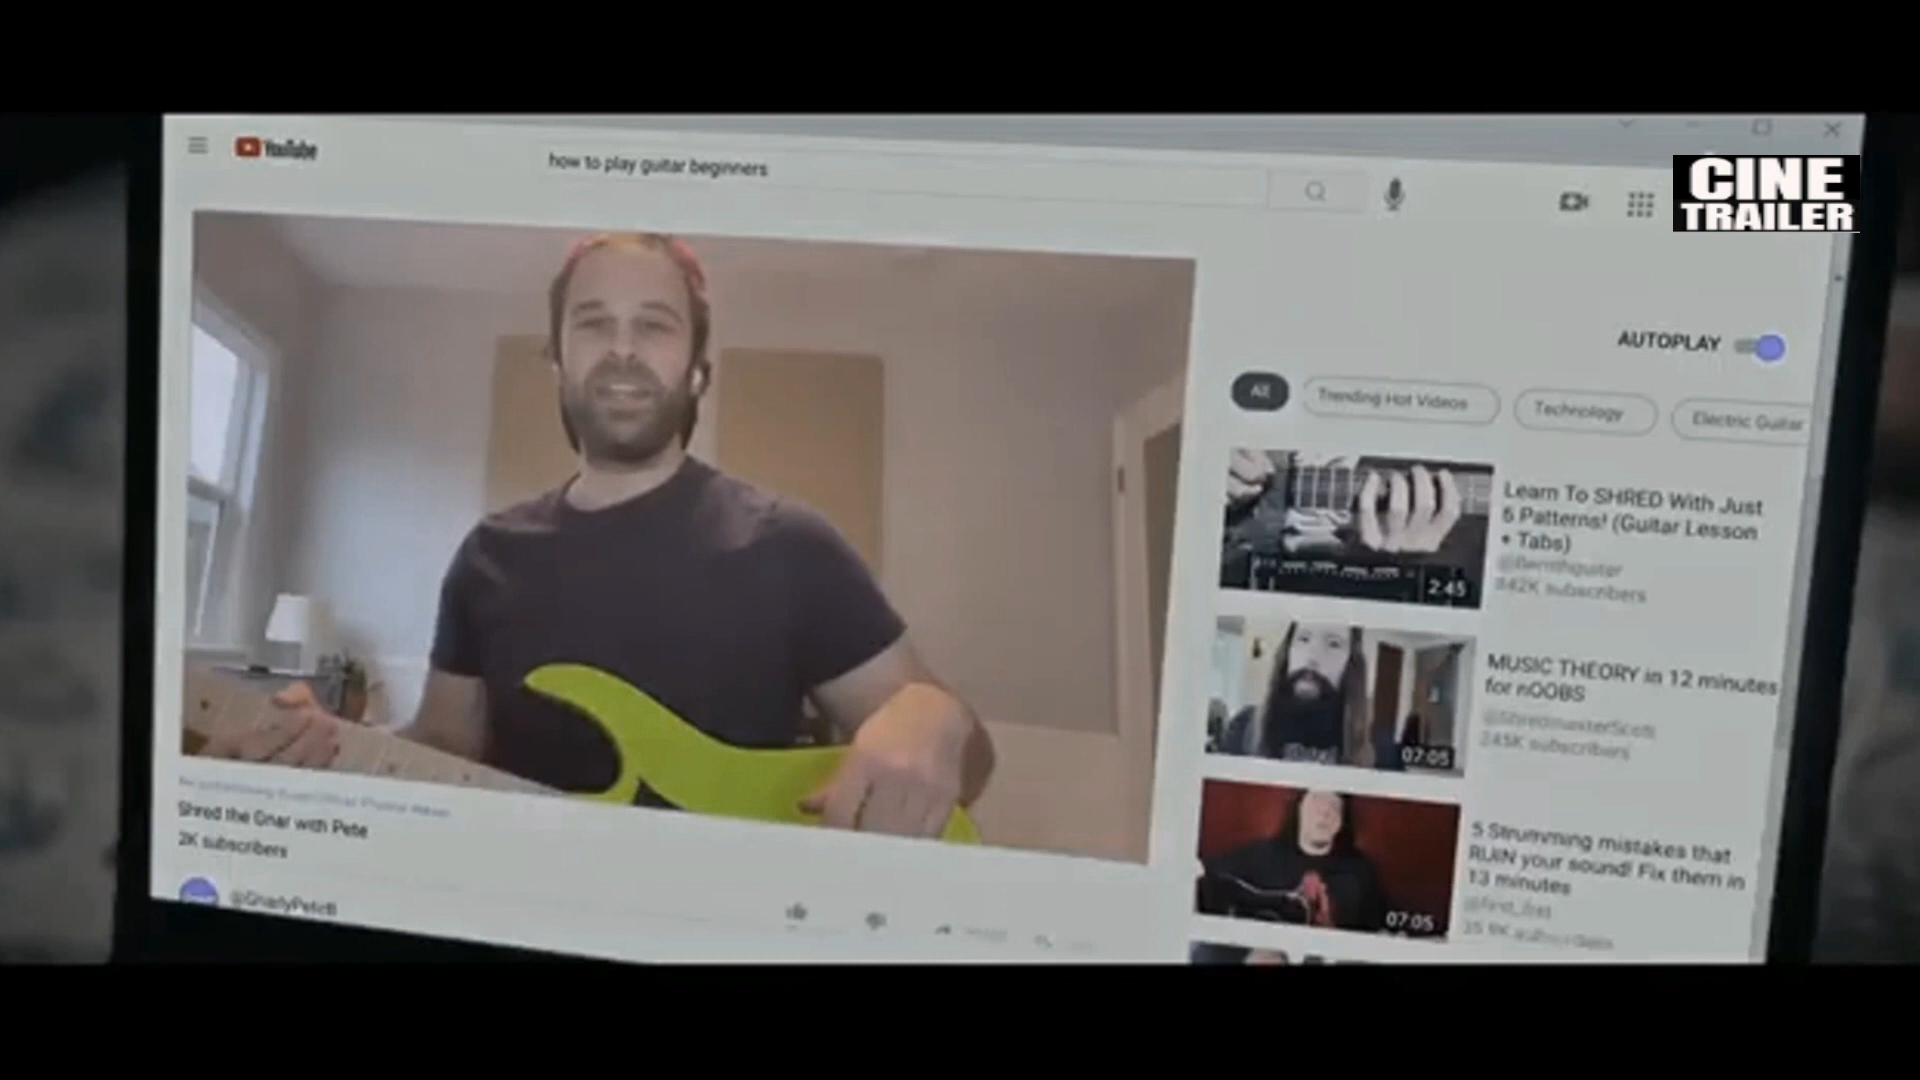 YouTube
how to play guitar beginners
CINE
TRAILER
AUTOPLAY
All
Trending Hot Videos
Technology
Electric Guitar
Learn To SHRED With Just
6 Patterns! (Guitar Lesson
+ Tabs)
842K subscribers
2:45
MUSIC THEORY in 12 minutes
for nOOBS
@ShredmasterScott
245K subscribers
07:05
5 Strumming mistakes that
RUIN your sound! Fix them in
13 minutes
07:05
Shred the Gnar with Pete
2K subscribers